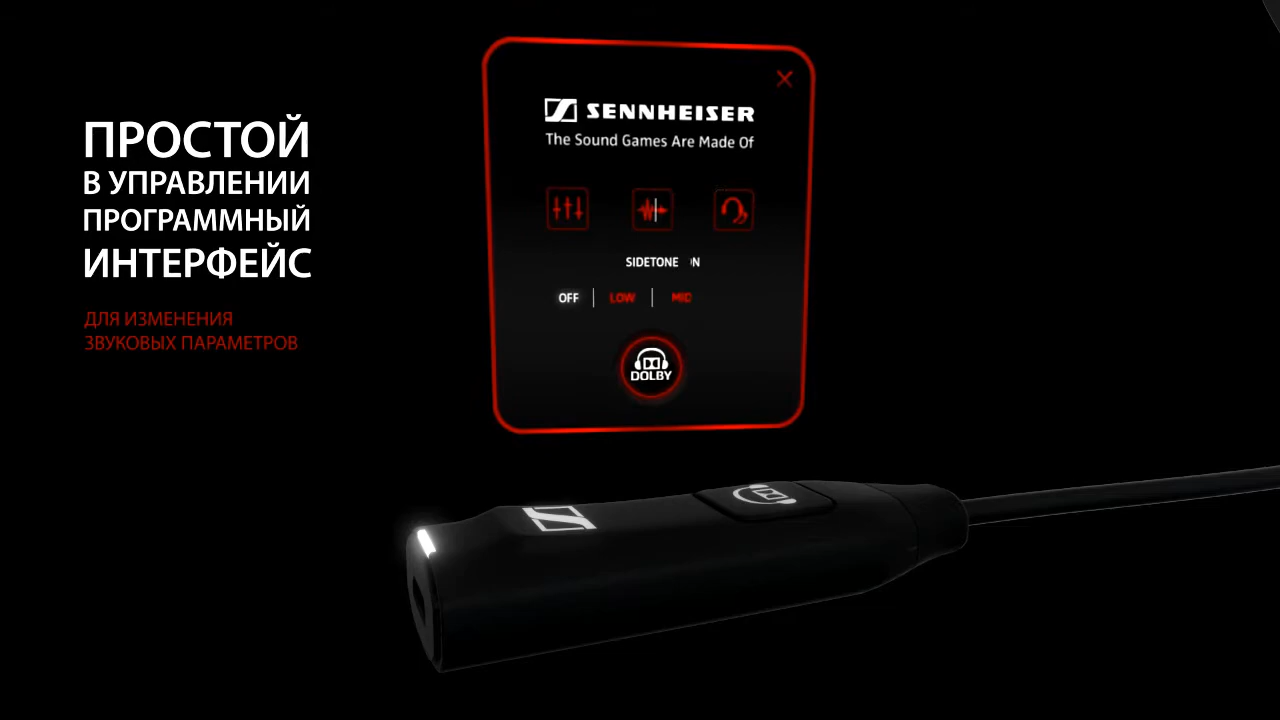 ПРОСТОЙ
В УПРАВЛЕНИИ
ПРОГРАММНЫЙ
ИНТЕРФЕЙС
ДЛЯ ИЗМЕНЕНИЯ
ЗВУКОВЫХ ПАРАМЕТРОВ
SENNHEISER
The Sound Games Are Made Of
SIDETONE
OFF | LOW | MID
DOLBY